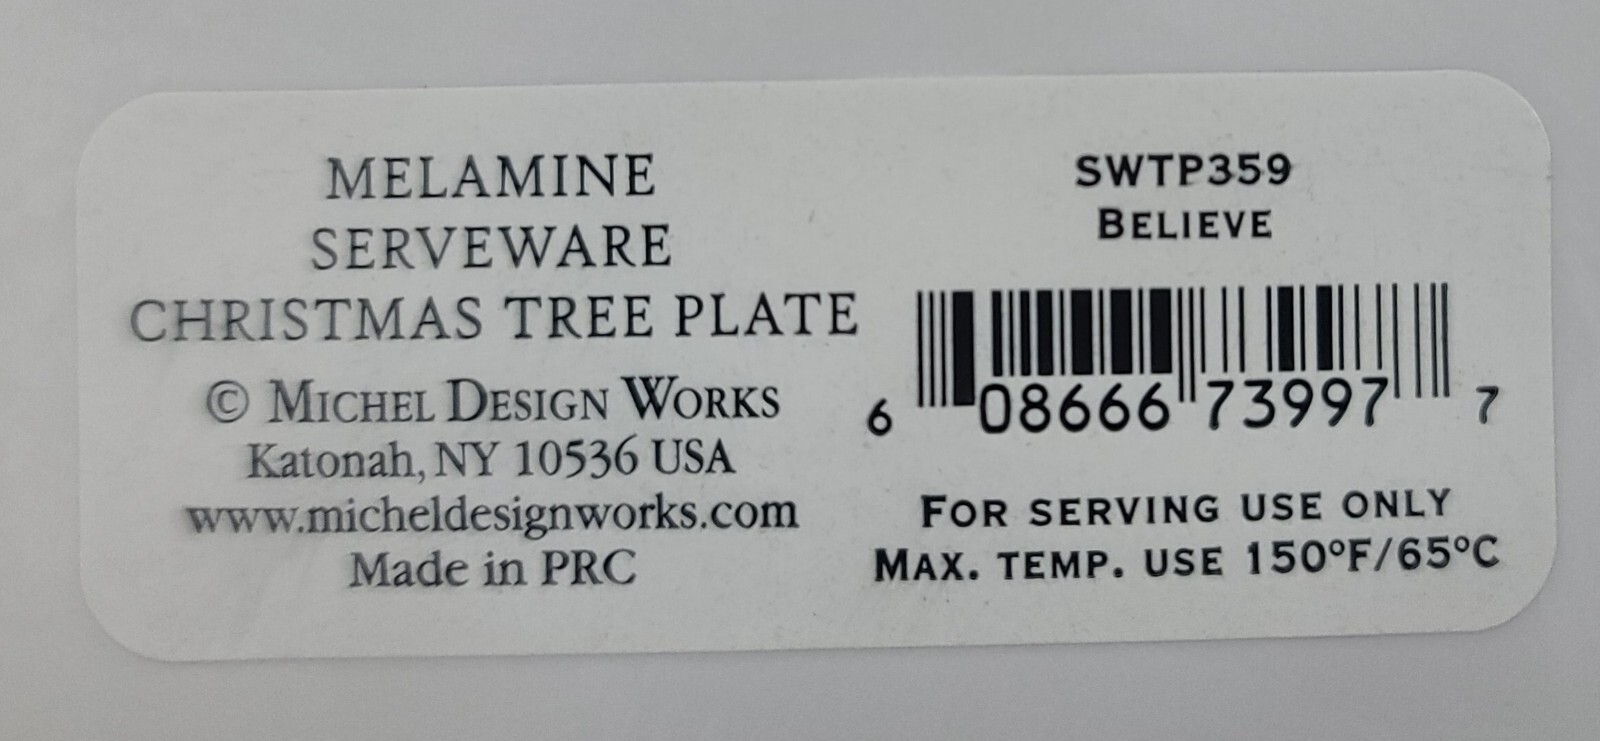 MELAMINE
SERVEWARE
CHRISTMAS TREE PLATE
© MICHEL DESIGN WORKS
Katonah, NY 10536 USA
www.micheldesignworks.com
Made in PRC
SWTP359
BELIEVE
6 08666 73997 7
FOR SERVING USE ONLY
MAX. TEMP. USE 150°F/65°C